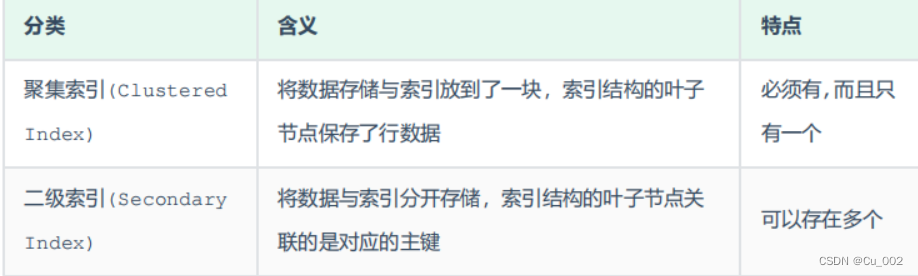 分类 含义 特点
聚集索引(Clustered
Index)
将数据存储与索引放到了一块，索引结构的叶子
节点保存了行数据
必须有,而且只
有一个
二级索引(Secondary
Index)
将数据与索引分开存储，索引结构的叶子节点关
联的是对应的主键
可以存在多个
CSDN @Cu_002